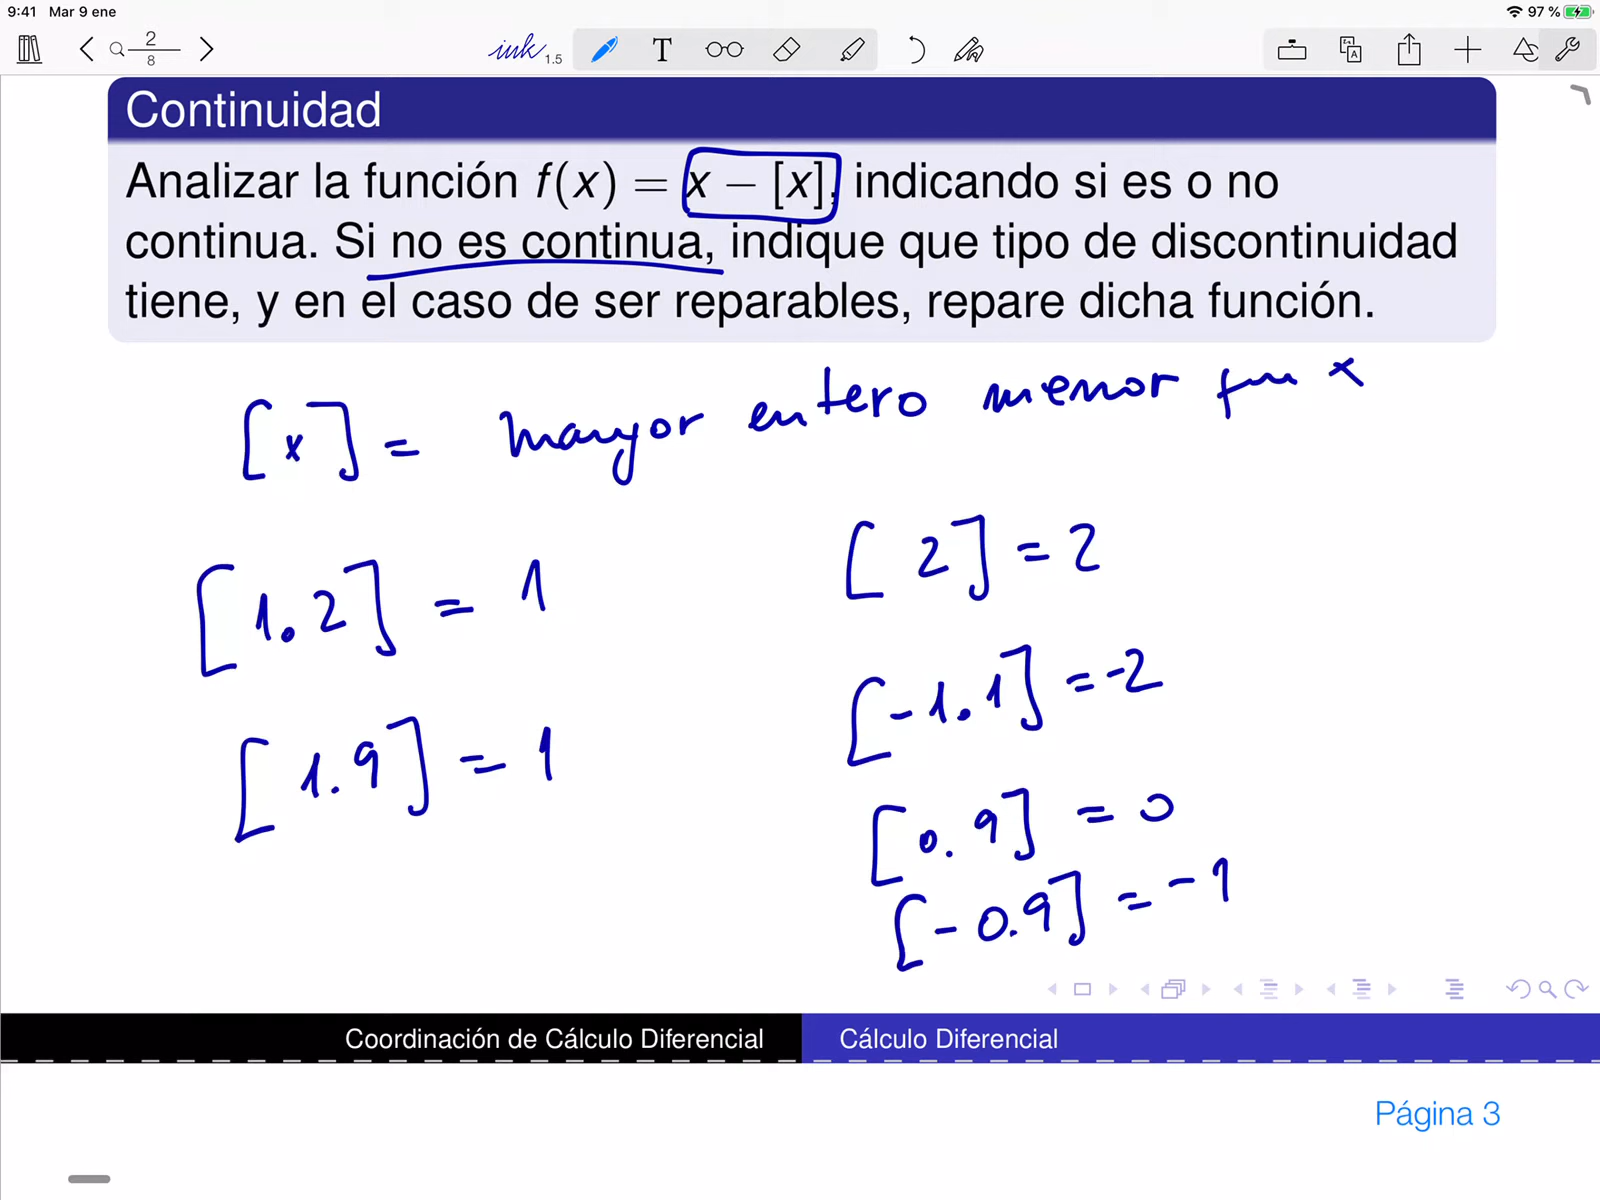 9:41 Mar 9 ene 97 %
2
8
ink 1.5 T
Continuidad
Analizar la función f(x) = x − [x], indicando si es o no
continua. Si no es continua, indique que tipo de discontinuidad
tiene, y en el caso de ser reparables, repare dicha función.
[x] = mayor entero menor que x
[1.2] = 1
[1.9] = 1
[2] = 2
[-1.1] = -2
[0.9] = 0
[-0.9] = -1
Coordinación de Cálculo Diferencial Cálculo Diferencial
Página 3